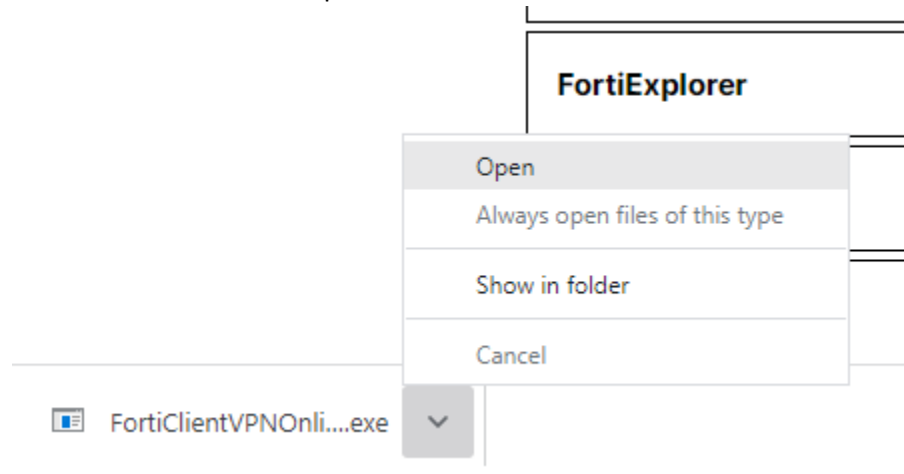 FortiExplorer
Open
Always open files of this type
Show in folder
Cancel
FortiClientVPNOnli....exe